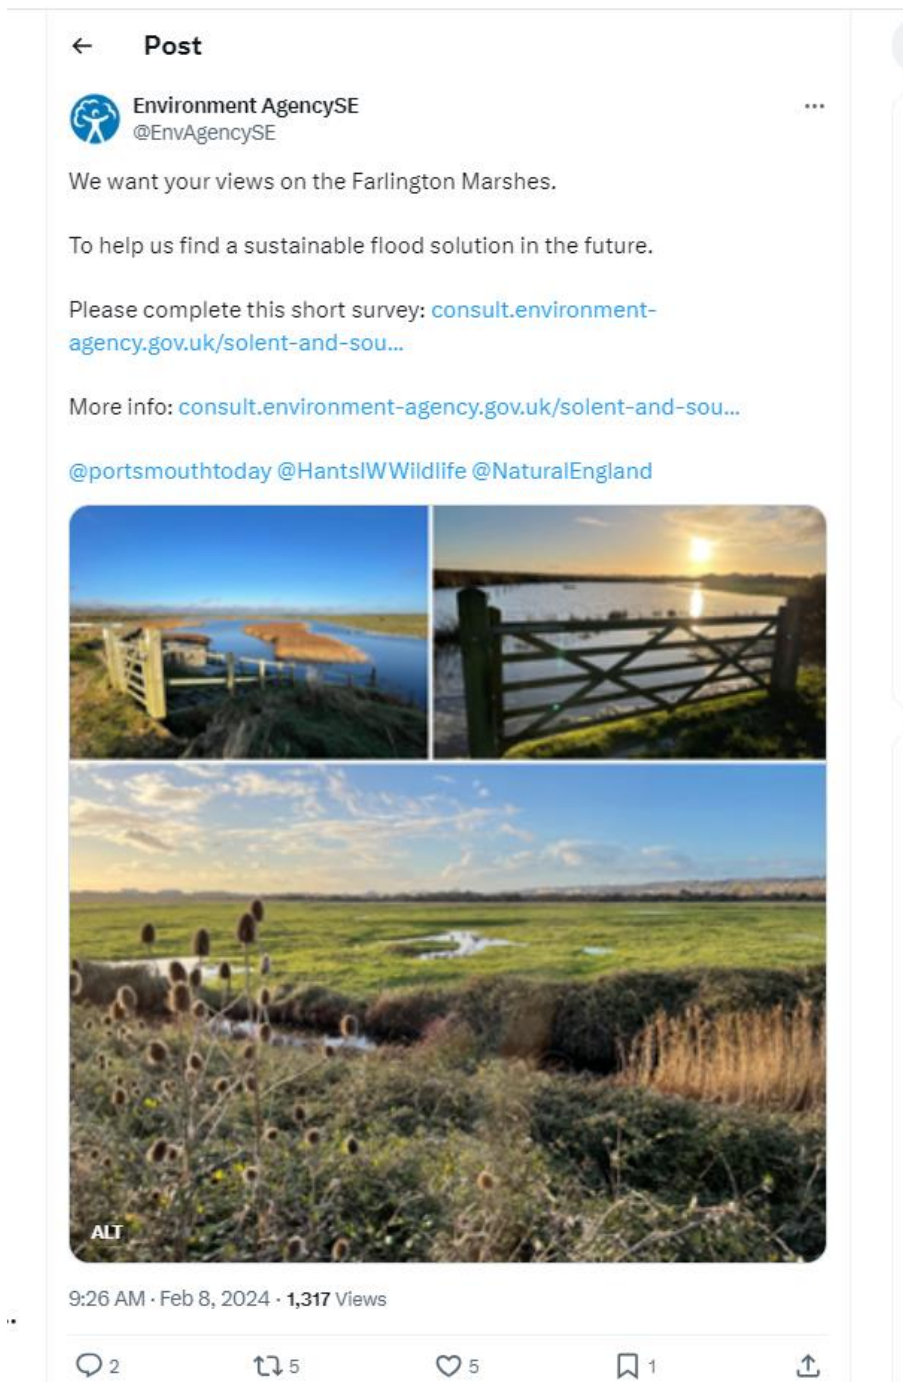 Post
Environment AgencySE
@EnvAgencySE
We want your views on the Farlington Marshes.
To help us find a sustainable flood solution in the future.
Please complete this short survey: consult.environment-
agency.gov.uk/solent-and-sou...
More info: consult.environment-agency.gov.uk/solent-and-sou...
@portsmouthtoday @HantsIWWildlife @NaturalEngland
ALT
9:26 AM · Feb 8, 2024 · 1,317 Views
2 5 5 1